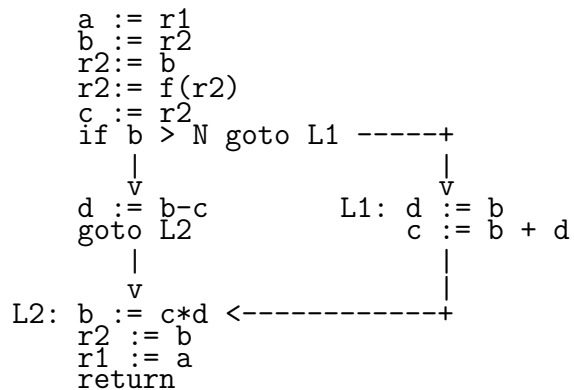 a := r1
b := r2
r2:= b
r2:= f(r2)
c := r2
if b > N goto L1 -----+
| |
v v
d := b-c L1: d := b
goto L2 c := b + d
| |
v |
L2: b := c*d <------------+
r2 := b
r1 := a
return